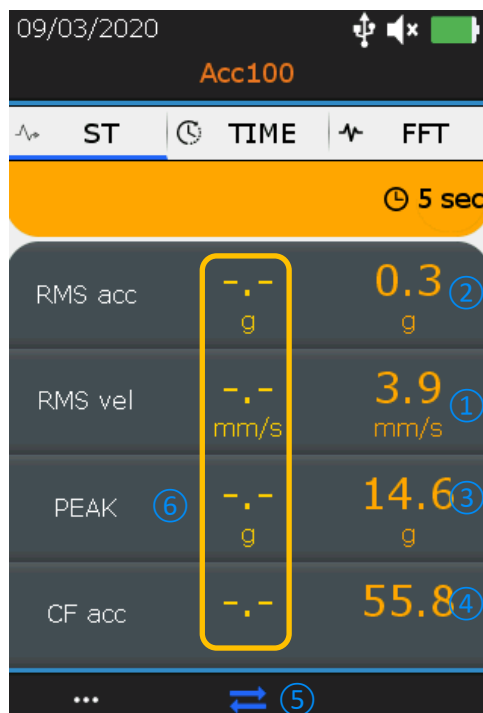 09/03/2020
Acc100
ST TIME FFT
5 sec
RMS acc -.- g 0.3 g ②
RMS vel -.- mm/s 3.9 mm/s ①
PEAK ⑥ -.- g 14.6 g ③
CF acc -.- 55.8 ④
... ⑤